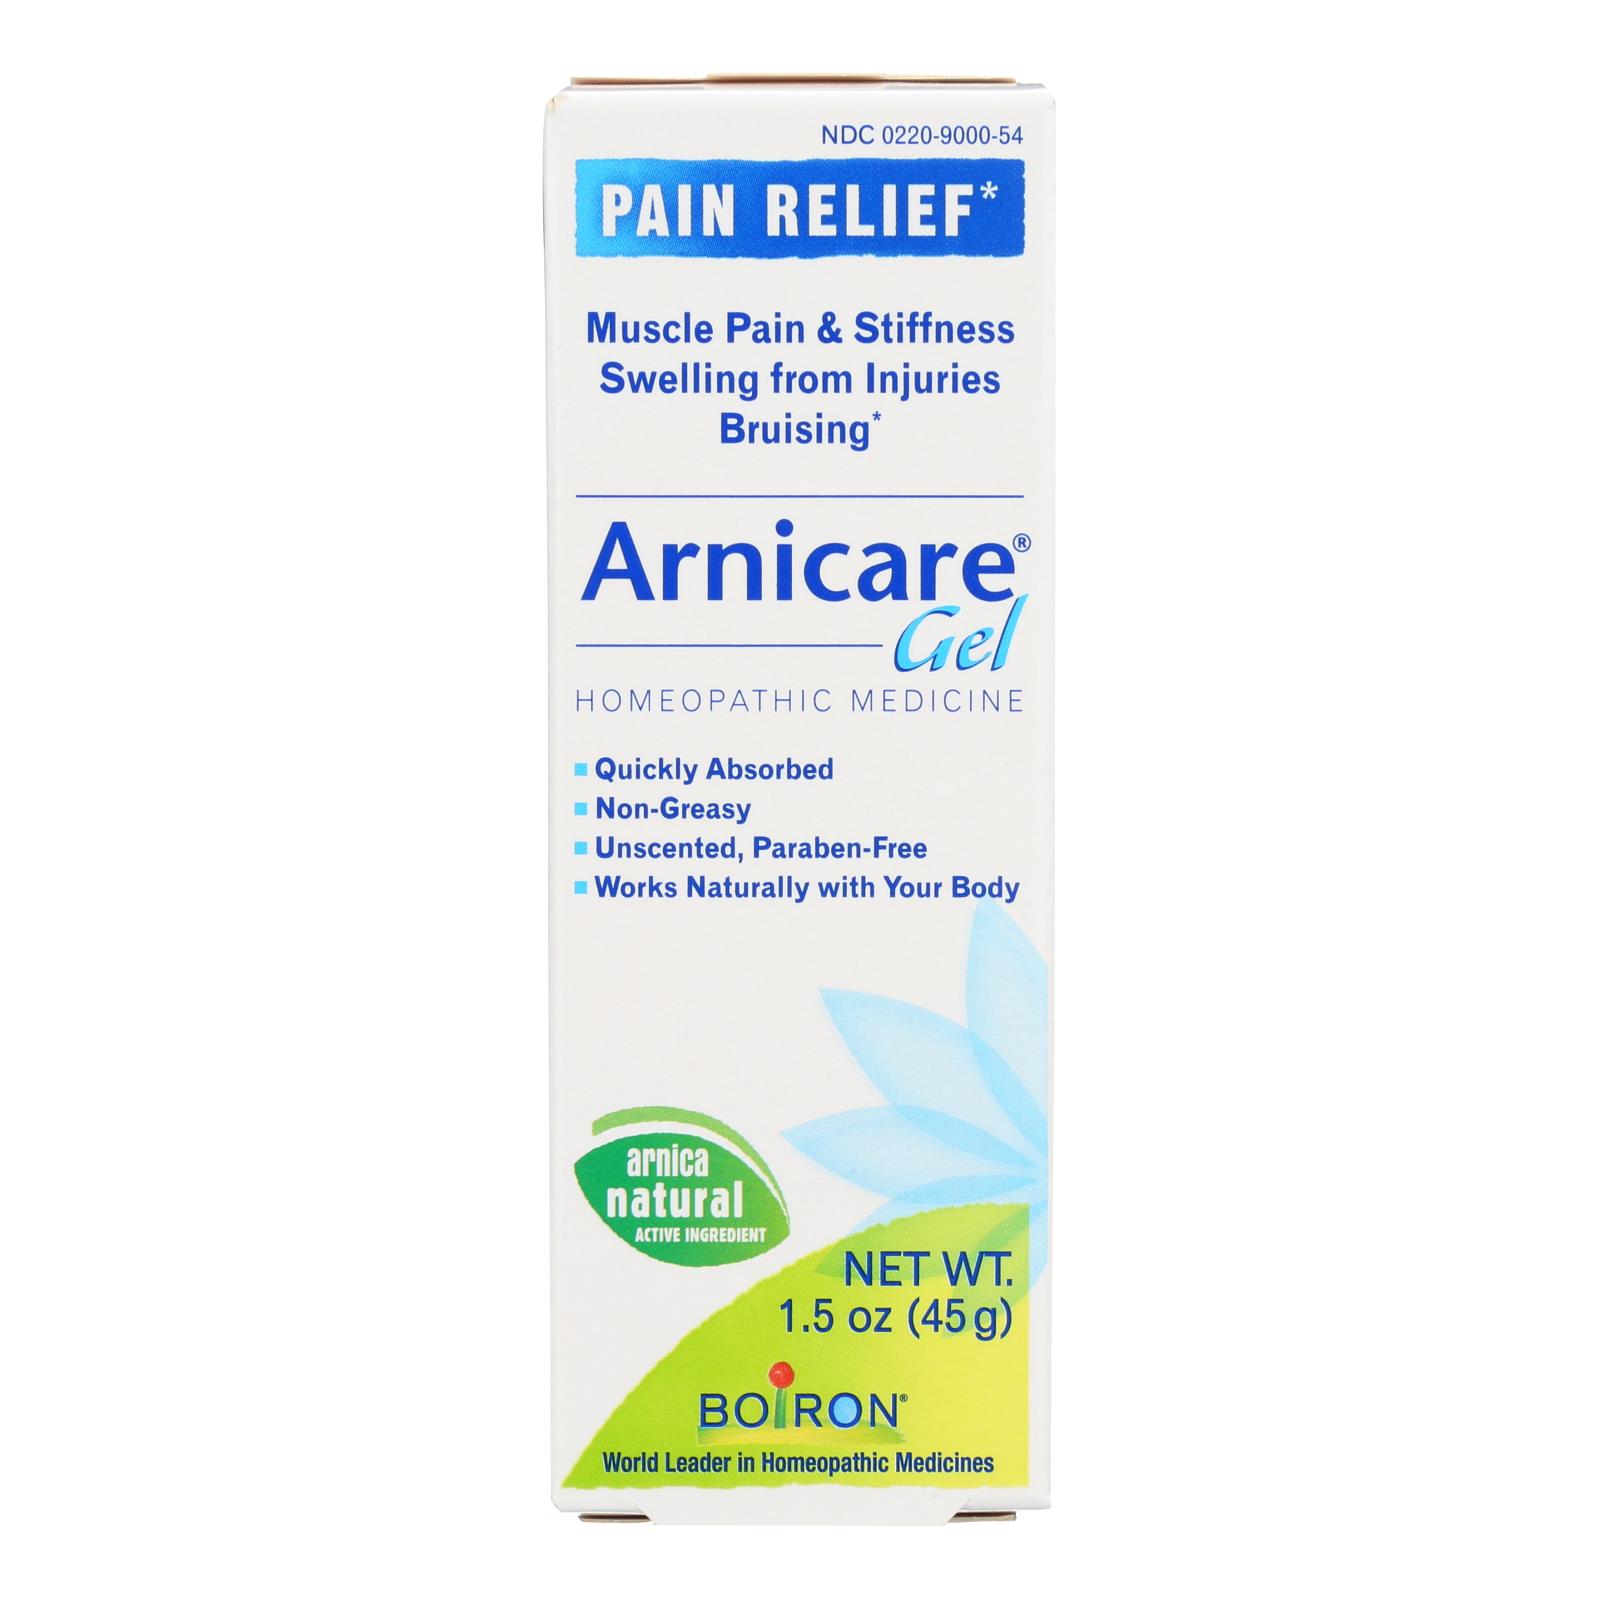 NDC 0220-9000-54
PAIN RELIEF*
Muscle Pain & Stiffness
Swelling from Injuries
Bruising*
Arnicare®
Gel
HOMEOPATHIC MEDICINE
Quickly Absorbed
Non-Greasy
Unscented, Paraben-Free
Works Naturally with Your Body
arnica
natural
ACTIVE INGREDIENT
NET WT.
1.5 oz (45 g)
BOIRON®
World Leader in Homeopathic Medicines